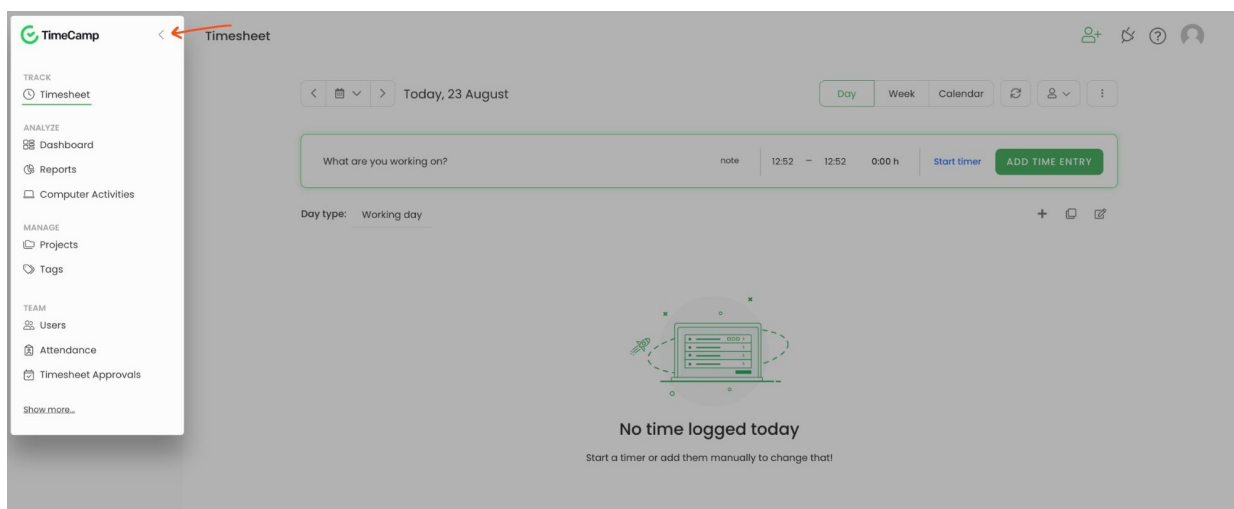 TimeCamp
Timesheet
TRACK
Timesheet
ANALYZE
Dashboard
Reports
Computer Activities
MANAGE
Projects
Tags
TEAM
Users
Attendance
Timesheet Approvals
Show more...
Today, 23 August
Day Week Calendar
What are you working on? note 12:52 – 12:52 0:00 h Start timer ADD TIME ENTRY
Day type: Working day
No time logged today
Start a timer or add them manually to change that!